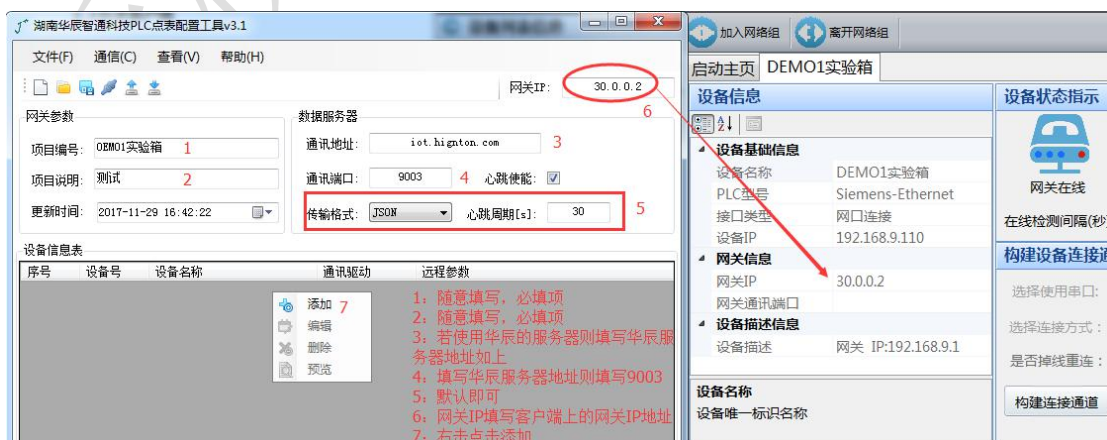 湖南华辰智通科技PLC点表配置工具v3.1
文件(F) 通信(C) 查看(V) 帮助(H)
网关IP: 30.0.0.2
6
网关参数
项目编号: DEMO1实验箱 1
项目说明: 测试 2
更新时间: 2017-11-29 16:42:22
数据服务器
通讯地址: iot.hignton.com 3
通讯端口: 9003 4 心跳使能:
传输格式: JSON 心跳周期[s]: 30 5
设备信息表
序号 设备号 设备名称 通讯驱动 远程参数
添加 7
编辑
删除
预览
1：随意填写，必填项
2：随意填写，必填项
3：若使用华辰的服务器则填写华辰服
务器地址如上
4：填写华辰服务器地址则填写9003
5：默认即可
6：网关IP填写客户端上的网关IP地址
7：右击点击添加
加入网络组 离开网络组
启动主页 DEMO1实验箱
设备信息
设备基础信息
设备名称 DEMO1实验箱
PLC型号 Siemens-Ethernet
接口类型 网口连接
设备IP 192.168.9.110
网关信息
网关IP 30.0.0.2
网关通讯端口
设备描述信息
设备描述 网关 IP:192.168.9.1
设备名称
设备唯一标识名称
设备状态指示
网关在线
在线检测间隔(秒)
构建设备连接通
选择使用串口:
选择连接方式：
是否掉线重连：
构建连接通道